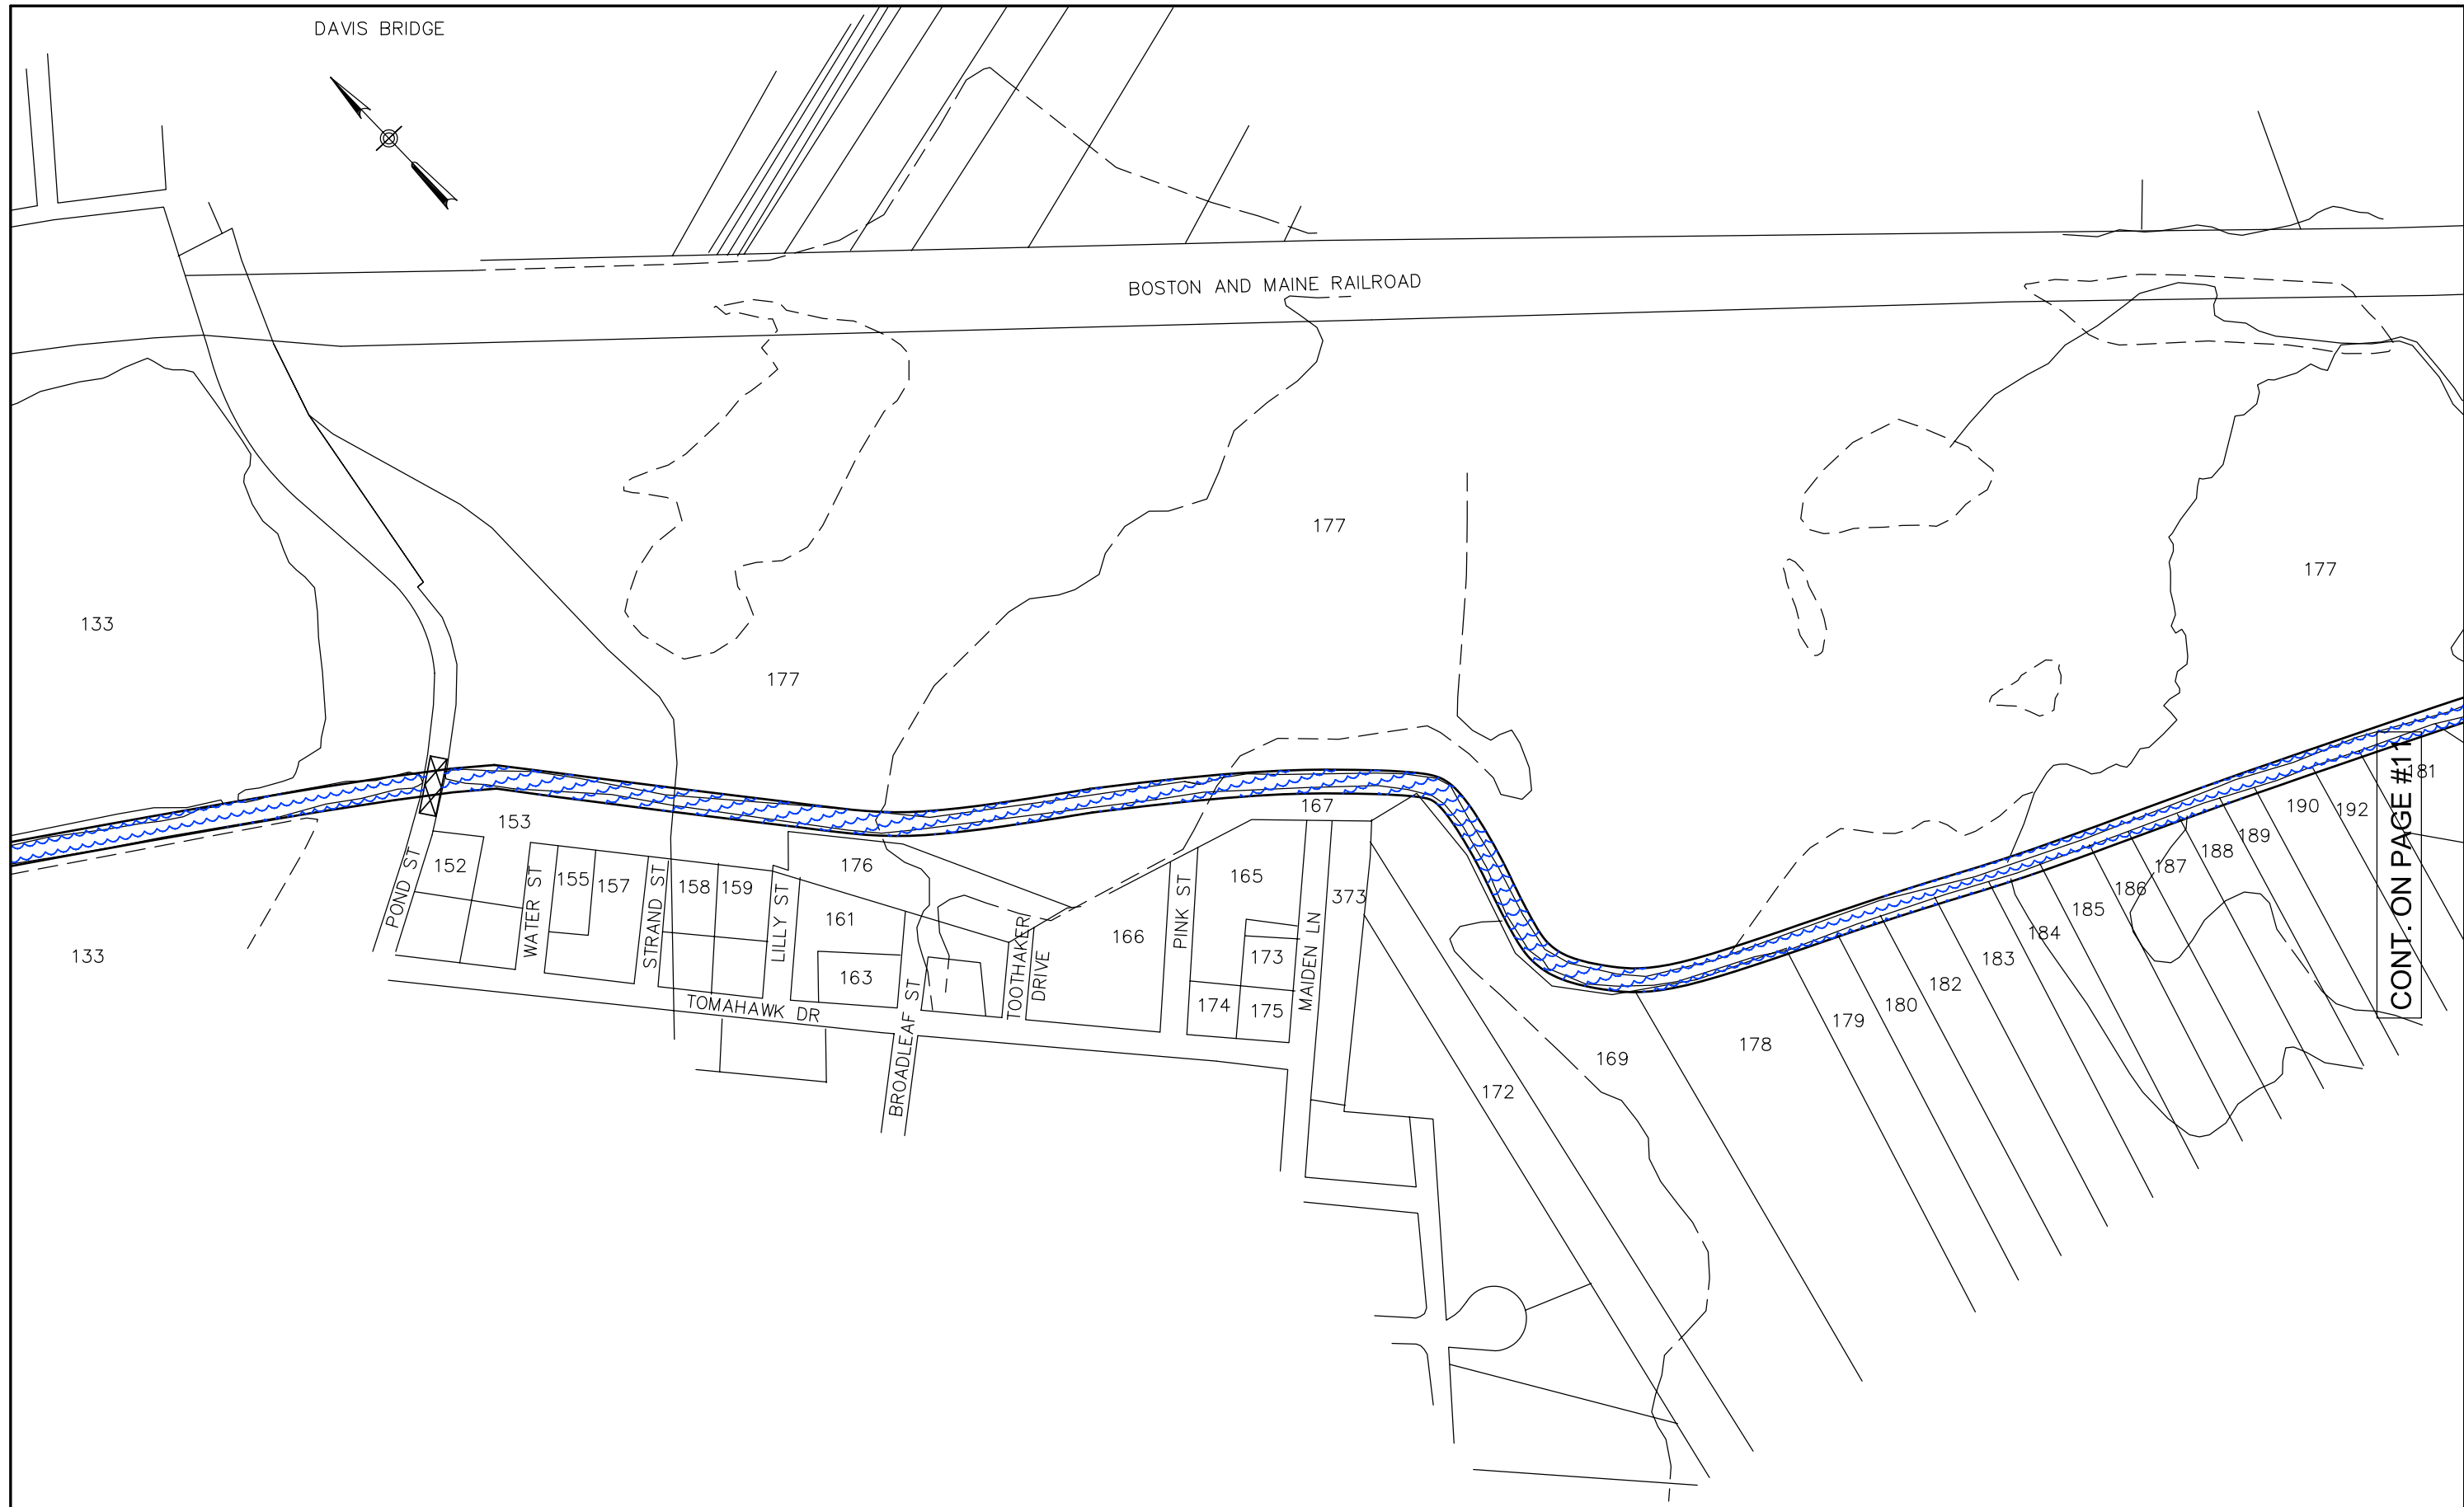 DAVIS BRIDGE
BOSTON AND MAINE RAILROAD
177
177
133
177
133
153
152
155
157
158
159
176
161
163
165
166
167
373
173
174
175
172
169
178
179
180
182
183
184
185
186
187
188
189
190
192
181
POND ST
WATER ST
STRAND ST
LILLY ST
TOMAHAWK DR
BROADLEAF ST
TOOTHAKER
DRIVE
PINK ST
MAIDEN LN
CONT. ON PAGE #11